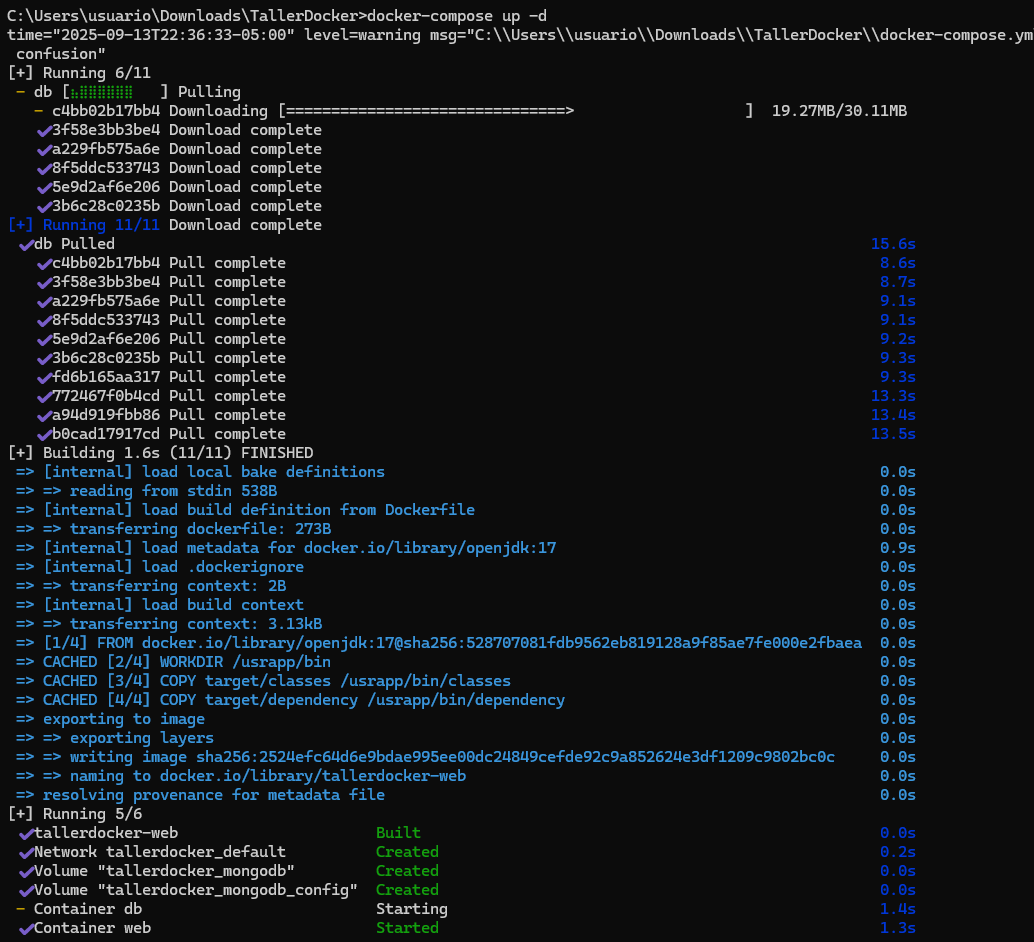 C:\Users\usuario\Downloads\TallerDocker>docker-compose up -d
time="2025-09-13T22:36:33-05:00" level=warning msg="C:\\Users\\usuario\\Downloads\\TallerDocker\\docker-compose.ym
confusion"
[+] Running 6/11
- db [⣦⣿⣿⣿⣿⣿⣿   ] Pulling
- c4bb02b17bb4 Downloading [===============================>                   ]  19.27MB/30.11MB
✔3f58e3bb3be4 Download complete
✔a229fb575a6e Download complete
✔8f5ddc533743 Download complete
✔5e9d2af6e206 Download complete
✔3b6c28c0235b Download complete
[+] Running 11/11 Download complete
✔db Pulled 15.6s
✔c4bb02b17bb4 Pull complete 8.6s
✔3f58e3bb3be4 Pull complete 8.7s
✔a229fb575a6e Pull complete 9.1s
✔8f5ddc533743 Pull complete 9.1s
✔5e9d2af6e206 Pull complete 9.2s
✔3b6c28c0235b Pull complete 9.3s
✔fd6b165aa317 Pull complete 9.3s
✔772467f0b4cd Pull complete 13.3s
✔a94d919fbb86 Pull complete 13.4s
✔b0cad17917cd Pull complete 13.5s
[+] Building 1.6s (11/11) FINISHED
=> [internal] load local bake definitions 0.0s
=> => reading from stdin 538B 0.0s
=> [internal] load build definition from Dockerfile 0.0s
=> => transferring dockerfile: 273B 0.0s
=> [internal] load metadata for docker.io/library/openjdk:17 0.9s
=> [internal] load .dockerignore 0.0s
=> => transferring context: 2B 0.0s
=> [internal] load build context 0.0s
=> => transferring context: 3.13kB 0.0s
=> [1/4] FROM docker.io/library/openjdk:17@sha256:528707081fdb9562eb819128a9f85ae7fe000e2fbaea 0.0s
=> CACHED [2/4] WORKDIR /usrapp/bin 0.0s
=> CACHED [3/4] COPY target/classes /usrapp/bin/classes 0.0s
=> CACHED [4/4] COPY target/dependency /usrapp/bin/dependency 0.0s
=> exporting to image 0.0s
=> => exporting layers 0.0s
=> => writing image sha256:2524efc64d6e9bdae995ee00dc24849cefde92c9a852624e3df1209c9802bc0c 0.0s
=> => naming to docker.io/library/tallerdocker-web 0.0s
=> resolving provenance for metadata file 0.0s
[+] Running 5/6
✔tallerdocker-web Built 0.0s
✔Network tallerdocker_default Created 0.2s
✔Volume "tallerdocker_mongodb" Created 0.0s
✔Volume "tallerdocker_mongodb_config" Created 0.0s
- Container db Starting 1.4s
✔Container web Started 1.3s